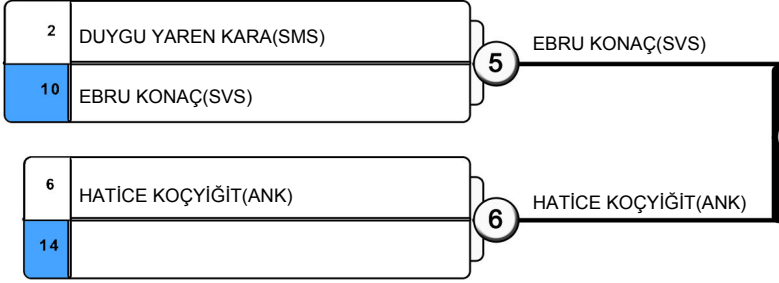 2 DUYGU YAREN KARA(SMS)
10 EBRU KONAÇ(SVS)
5 EBRU KONAÇ(SVS)
6 HATİCE KOÇYİĞİT(ANK)
14
6 HATİCE KOÇYİĞİT(ANK)